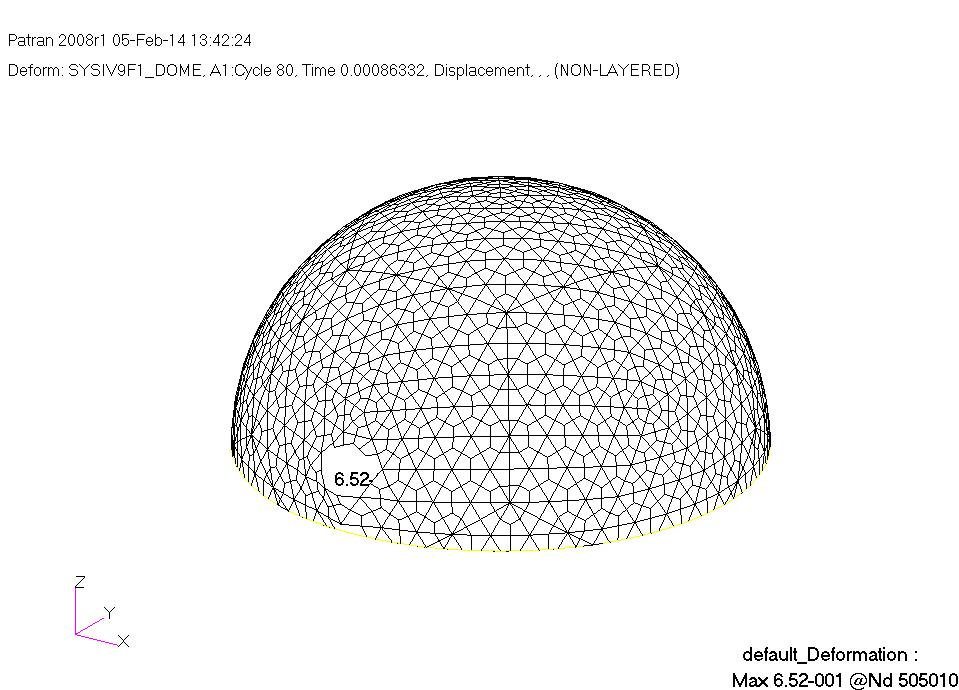 Patran 2008r1 05-Feb-14 13:42:24
Deform: SYSIV9F1_DOME, A1:Cycle 80, Time 0.00086332, Displacement, , , (NON-LAYERED)
6.52-
Z
Y
X
default_Deformation :
Max 6.52-001 @Nd 505010